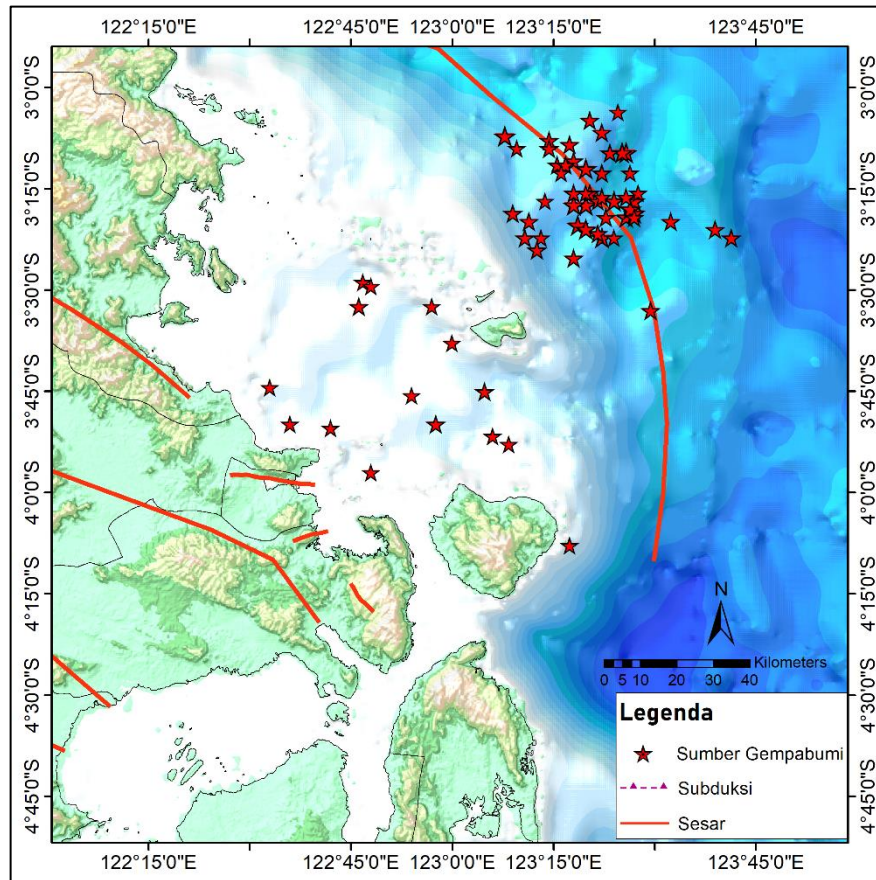 122°15'0"E 122°45'0"E 123°0'0"E 123°15'0"E 123°45'0"E
3°0'0"S 3°0'0"S
3°15'0"S 3°15'0"S
3°30'0"S 3°30'0"S
3°45'0"S 3°45'0"S
4°0'0"S 4°0'0"S
4°15'0"S 4°15'0"S
N
Kilometers
0 5 10 20 30 40
4°30'0"S 4°30'0"S
Legenda
Sumber Gempabumi
Subduksi
Sesar
4°45'0"S 4°45'0"S
122°15'0"E 122°45'0"E 123°0'0"E 123°15'0"E 123°45'0"E